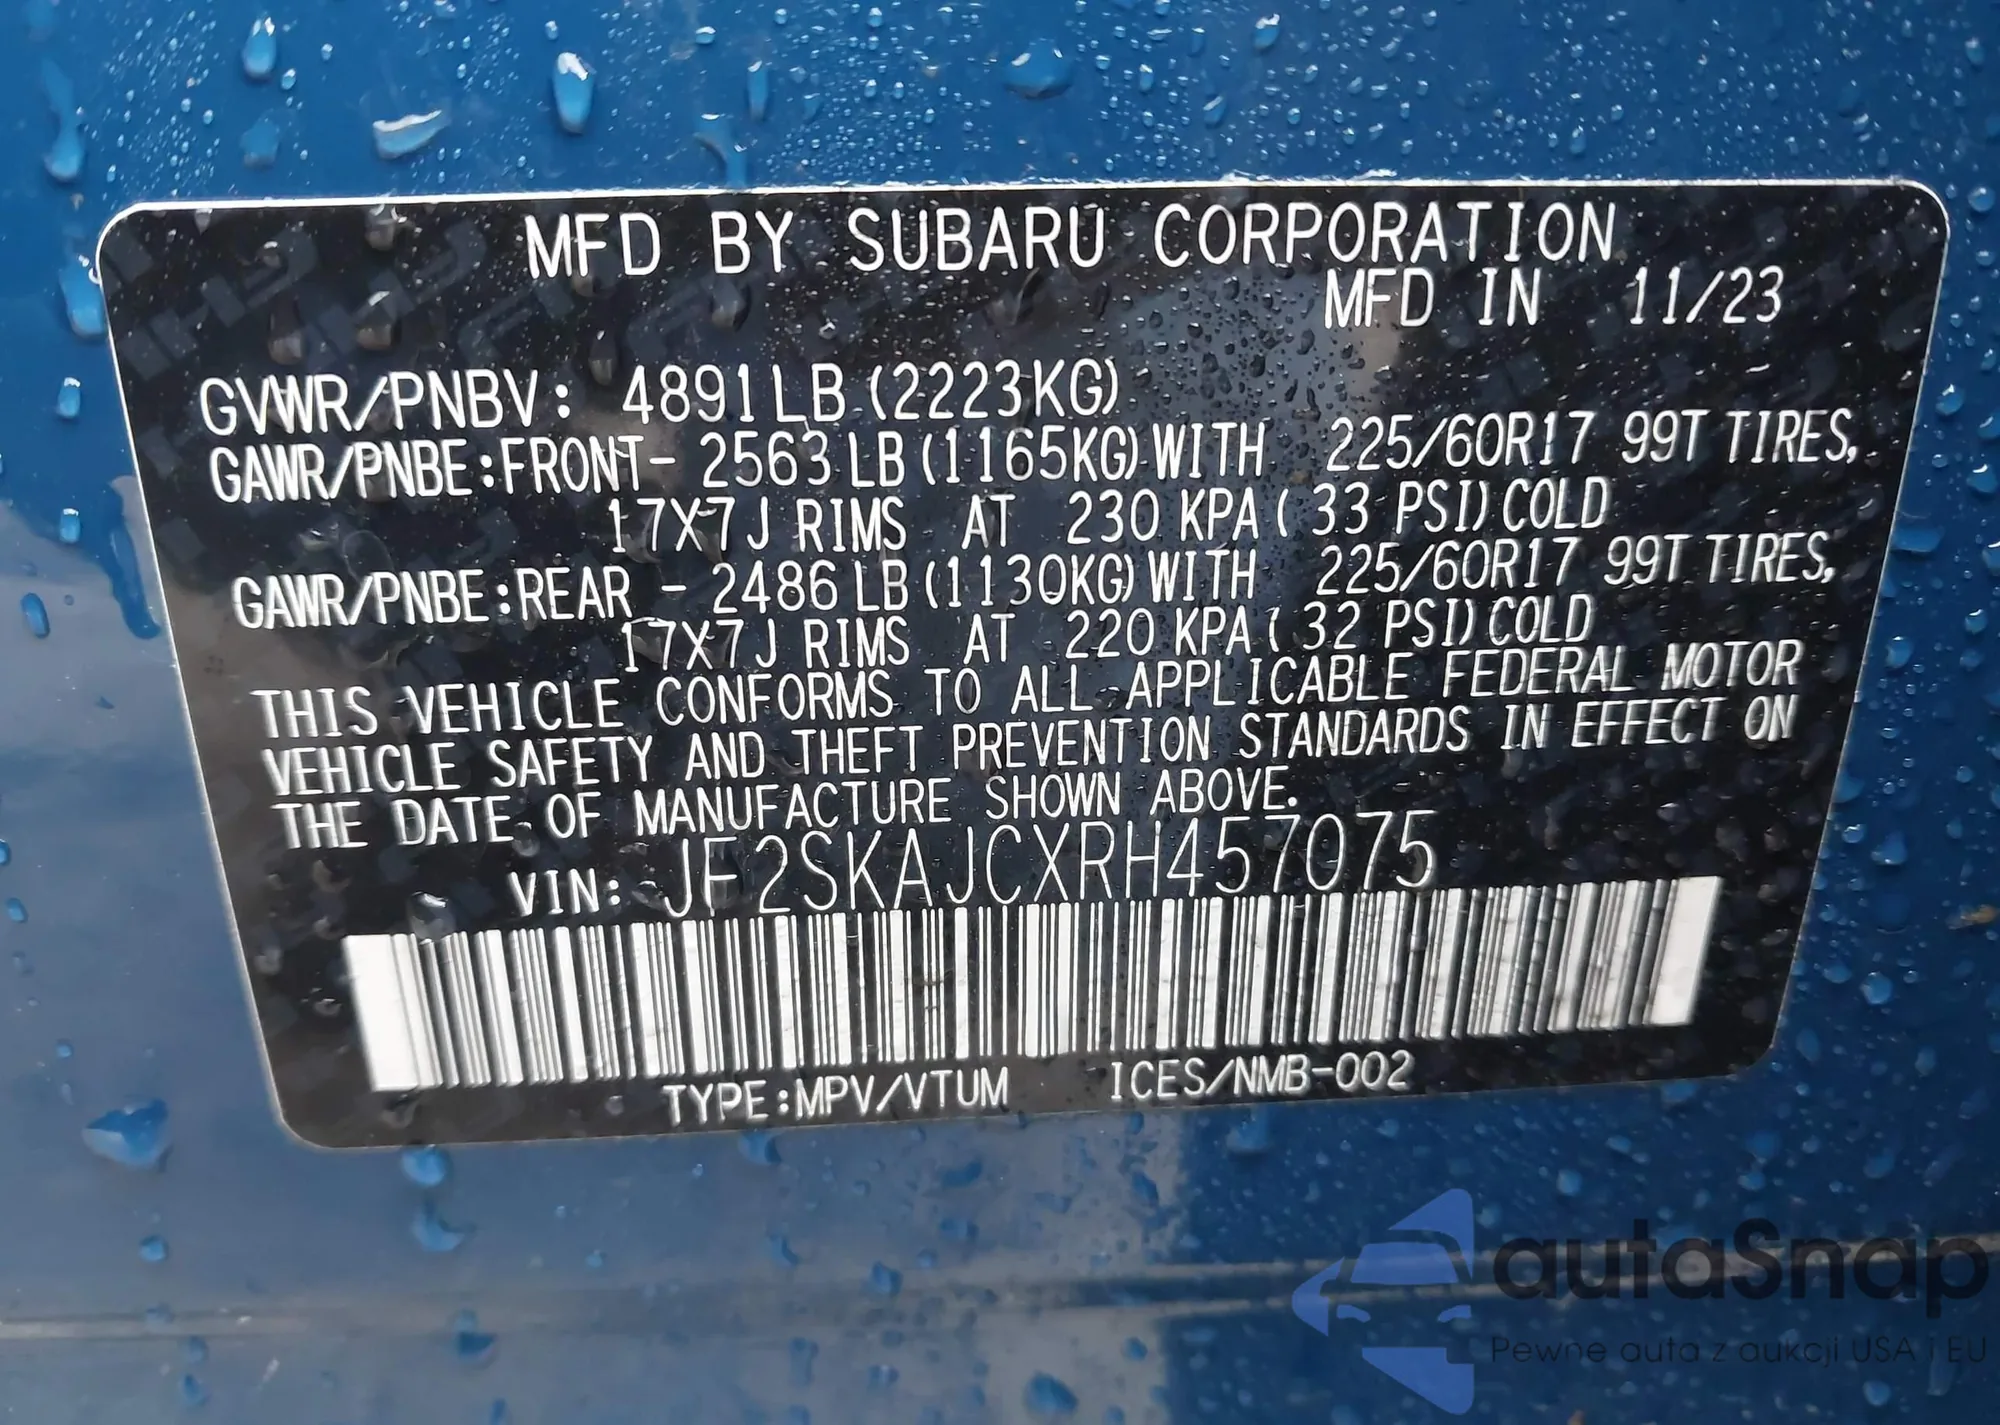 MFD BY SUBARU CORPORATION
MFD IN 11/23
GVWR/PNBV: 4891LB (2223KG)
GAWR/PNBE:FRONT- 2563LB (1165KG) WITH 225/60R17 99T TIRES,
17X7J RIMS AT 230 KPA ( 33 PSI) COLD
GAWR/PNBE:REAR - 2486LB (1130KG) WITH 225/60R17 99T TIRES,
17X7J RIMS AT 220 KPA ( 32 PSI) COLD
THIS VEHICLE CONFORMS TO ALL APPLICABLE FEDERAL MOTOR
VEHICLE SAFETY AND THEFT PREVENTION STANDARDS IN EFFECT ON
THE DATE OF MANUFACTURE SHOWN ABOVE.
VIN: JF2SKAJCXRH457075
TYPE:MPV/VTUM ICES/NMB-002
autaSnap
Pewne auta z aukcji USA i EU